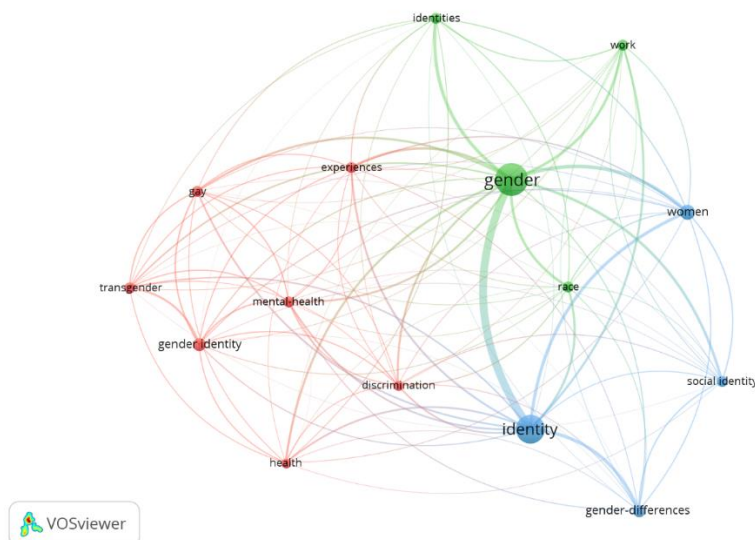 identities
work
experiences
gender
gay
women
transgender
race
mental-health
gender identity
discrimination
social identity
identity
health
gender-differences
VOSviewer